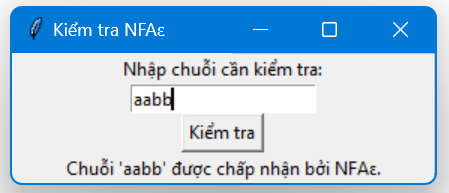 Kiểm tra NFAε
Nhập chuỗi cần kiểm tra:
aabb
Kiểm tra
Chuỗi 'aabb' được chấp nhận bởi NFAε.